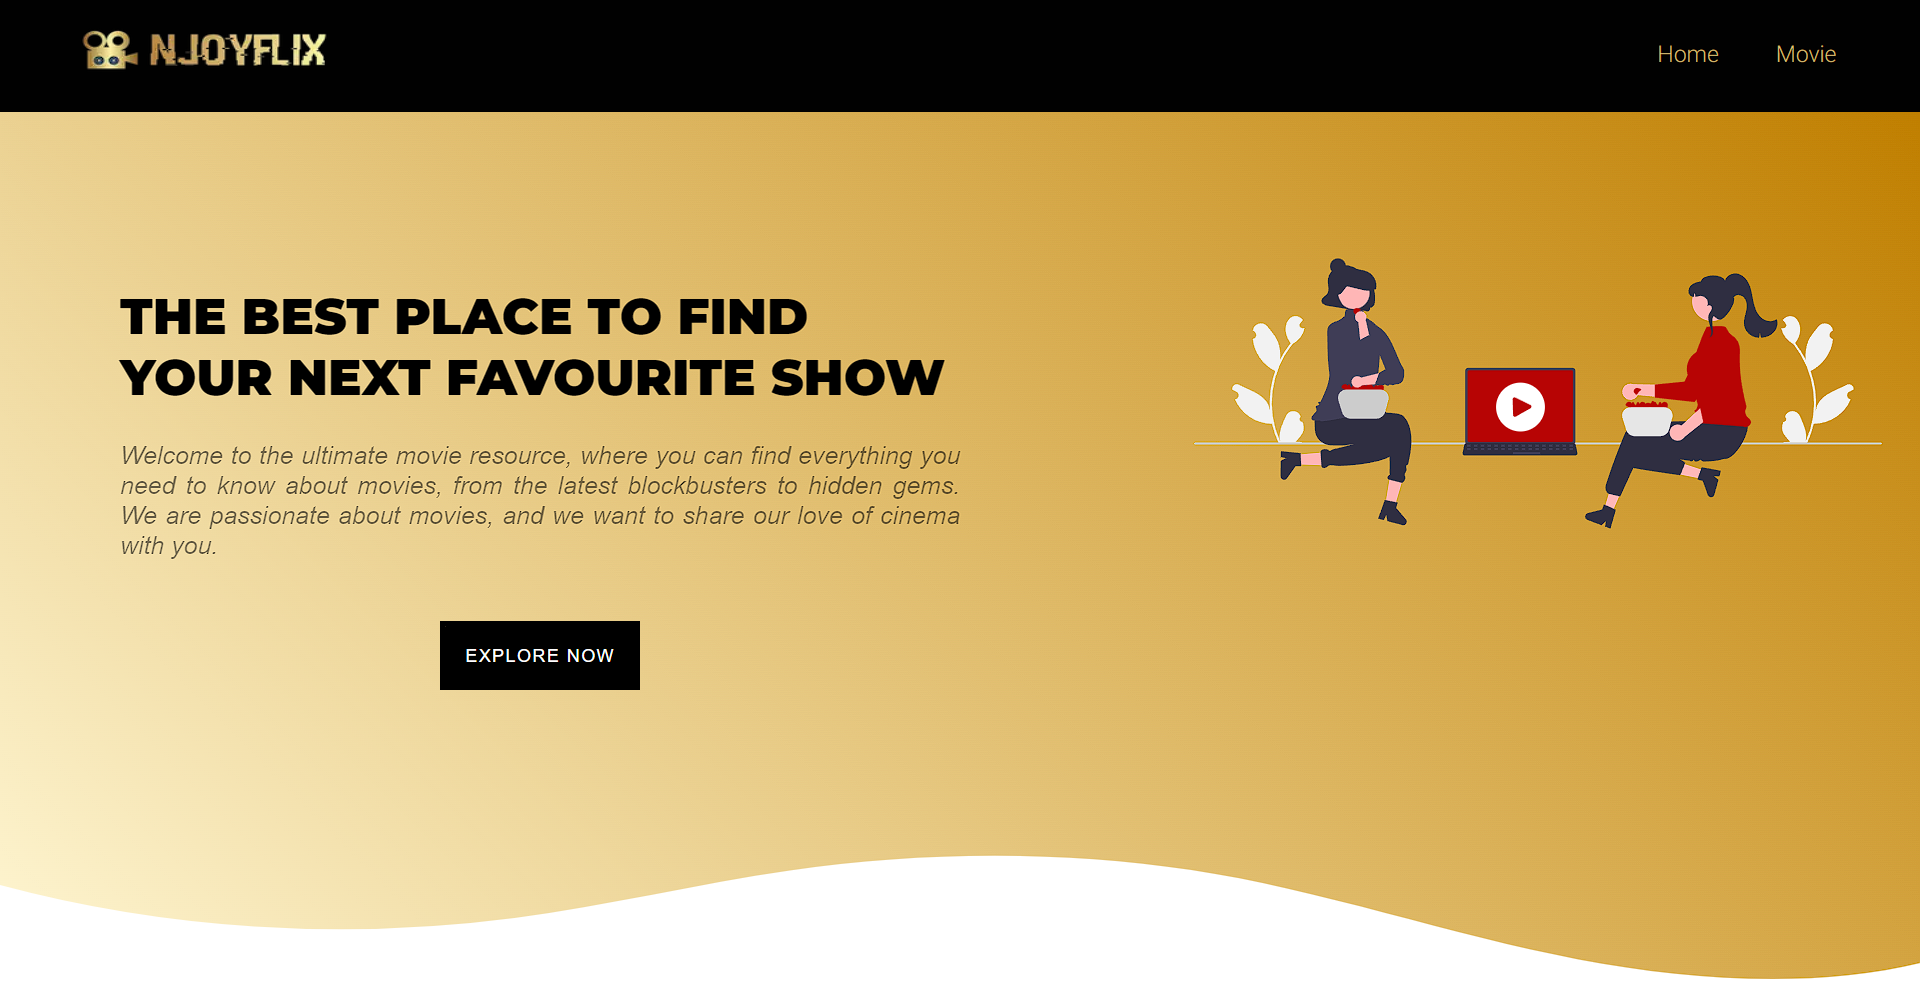 NJOYFLIX
Home
Movie
THE BEST PLACE TO FIND
YOUR NEXT FAVOURITE SHOW
Welcome to the ultimate movie resource, where you can find everything you
need to know about movies, from the latest blockbusters to hidden gems.
We are passionate about movies, and we want to share our love of cinema
with you.
EXPLORE NOW